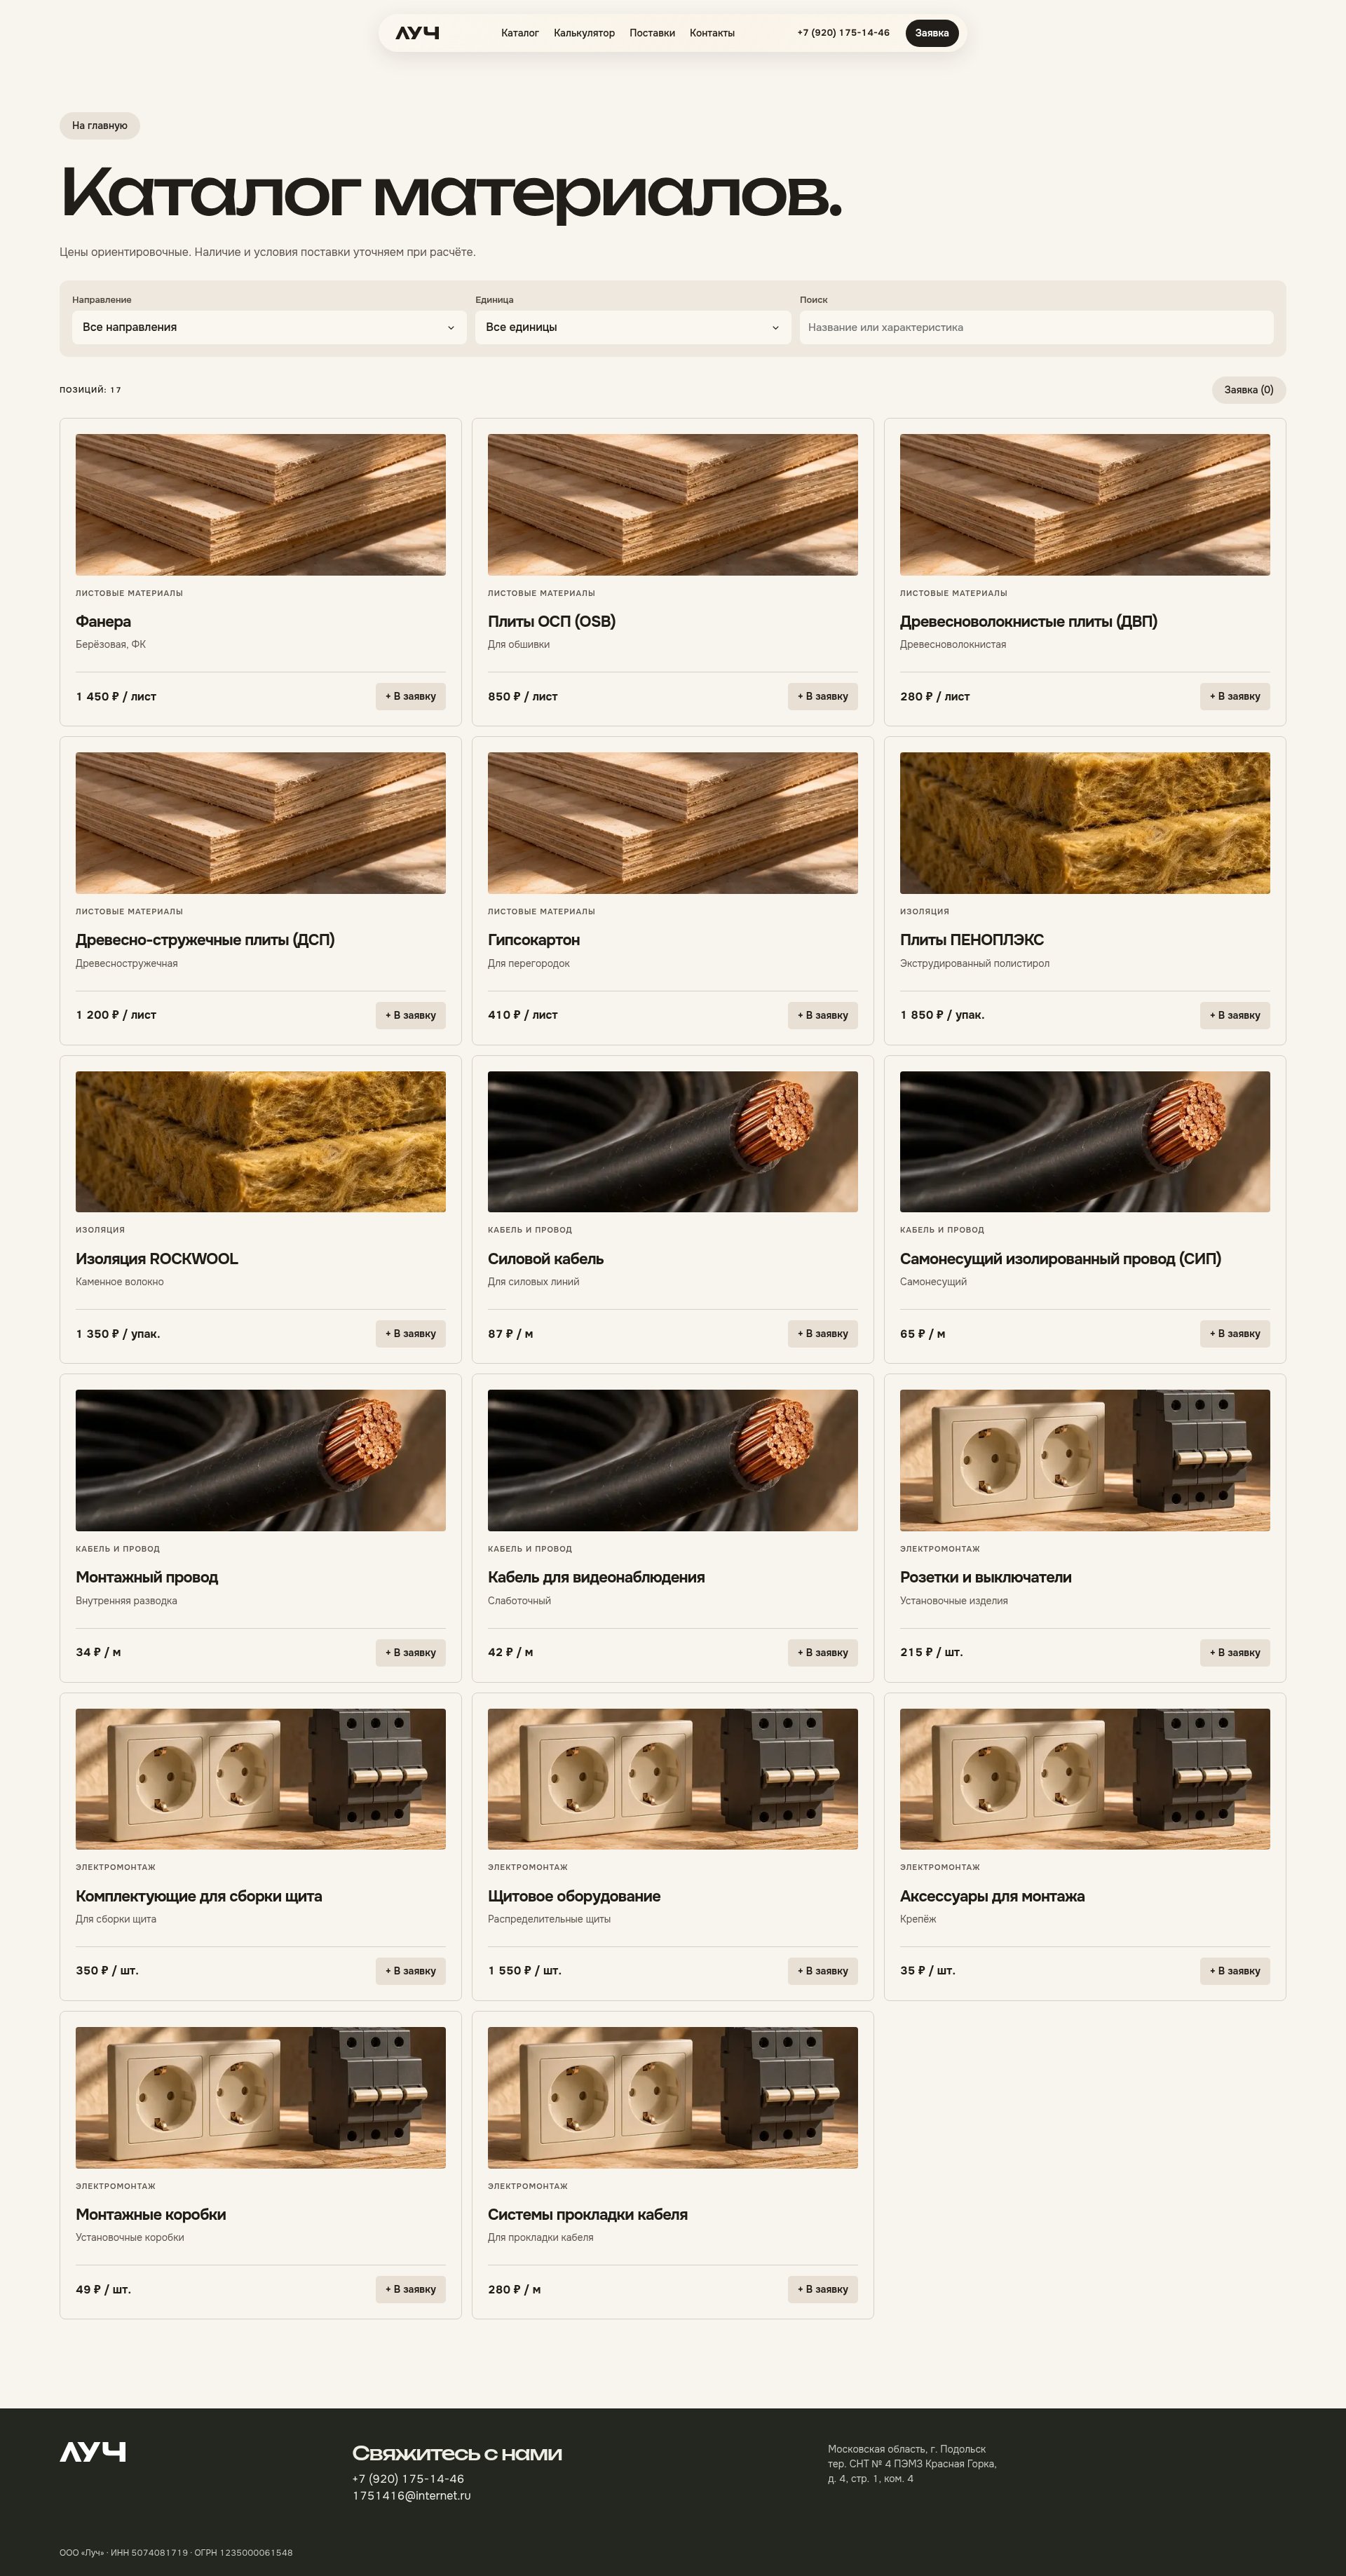 ЛУЧ
Каталог
Калькулятор
Поставки
Контакты
+7 (920) 175-14-46
Заявка
На главную
Каталог материалов.
Цены ориентировочные. Наличие и условия поставки уточняем при расчёте.
Направление
Все направления
Единица
Все единицы
Поиск
Название или характеристика
ПОЗИЦИЙ: 17
Заявка (0)
ЛИСТОВЫЕ МАТЕРИАЛЫ
Фанера
Берёзовая, ФК
1 450 ₽ / лист
+ В заявку
ЛИСТОВЫЕ МАТЕРИАЛЫ
Плиты ОСП (OSB)
Для обшивки
850 ₽ / лист
+ В заявку
ЛИСТОВЫЕ МАТЕРИАЛЫ
Древесноволокнистые плиты (ДВП)
Древесноволокнистая
280 ₽ / лист
+ В заявку
ЛИСТОВЫЕ МАТЕРИАЛЫ
Древесно-стружечные плиты (ДСП)
Древесностружечная
1 200 ₽ / лист
+ В заявку
ЛИСТОВЫЕ МАТЕРИАЛЫ
Гипсокартон
Для перегородок
410 ₽ / лист
+ В заявку
ИЗОЛЯЦИЯ
Плиты ПЕНОПЛЭКС
Экструдированный полистирол
1 850 ₽ / упак.
+ В заявку
ИЗОЛЯЦИЯ
Изоляция ROCKWOOL
Каменное волокно
1 350 ₽ / упак.
+ В заявку
КАБЕЛЬ И ПРОВОД
Силовой кабель
Для силовых линий
87 ₽ / м
+ В заявку
КАБЕЛЬ И ПРОВОД
Самонесущий изолированный провод (СИП)
Самонесущий
65 ₽ / м
+ В заявку
КАБЕЛЬ И ПРОВОД
Монтажный провод
Внутренняя разводка
34 ₽ / м
+ В заявку
КАБЕЛЬ И ПРОВОД
Кабель для видеонаблюдения
Слаботочный
42 ₽ / м
+ В заявку
ЭЛЕКТРОМОНТАЖ
Розетки и выключатели
Установочные изделия
215 ₽ / шт.
+ В заявку
ЭЛЕКТРОМОНТАЖ
Комплектующие для сборки щита
Для сборки щита
350 ₽ / шт.
+ В заявку
ЭЛЕКТРОМОНТАЖ
Щитовое оборудование
Распределительные щиты
1 550 ₽ / шт.
+ В заявку
ЭЛЕКТРОМОНТАЖ
Аксессуары для монтажа
Крепёж
35 ₽ / шт.
+ В заявку
ЭЛЕКТРОМОНТАЖ
Монтажные коробки
Установочные коробки
49 ₽ / шт.
+ В заявку
ЭЛЕКТРОМОНТАЖ
Системы прокладки кабеля
Для прокладки кабеля
280 ₽ / м
+ В заявку
ЛУЧ
Свяжитесь с нами
+7 (920) 175-14-46
1751416@internet.ru
Московская область, г. Подольск
тер. СНТ № 4 ПЭМЗ Красная Горка,
д. 4, стр. 1, ком. 4
ООО «Луч» · ИНН 5074081719 · ОГРН 1235000061548